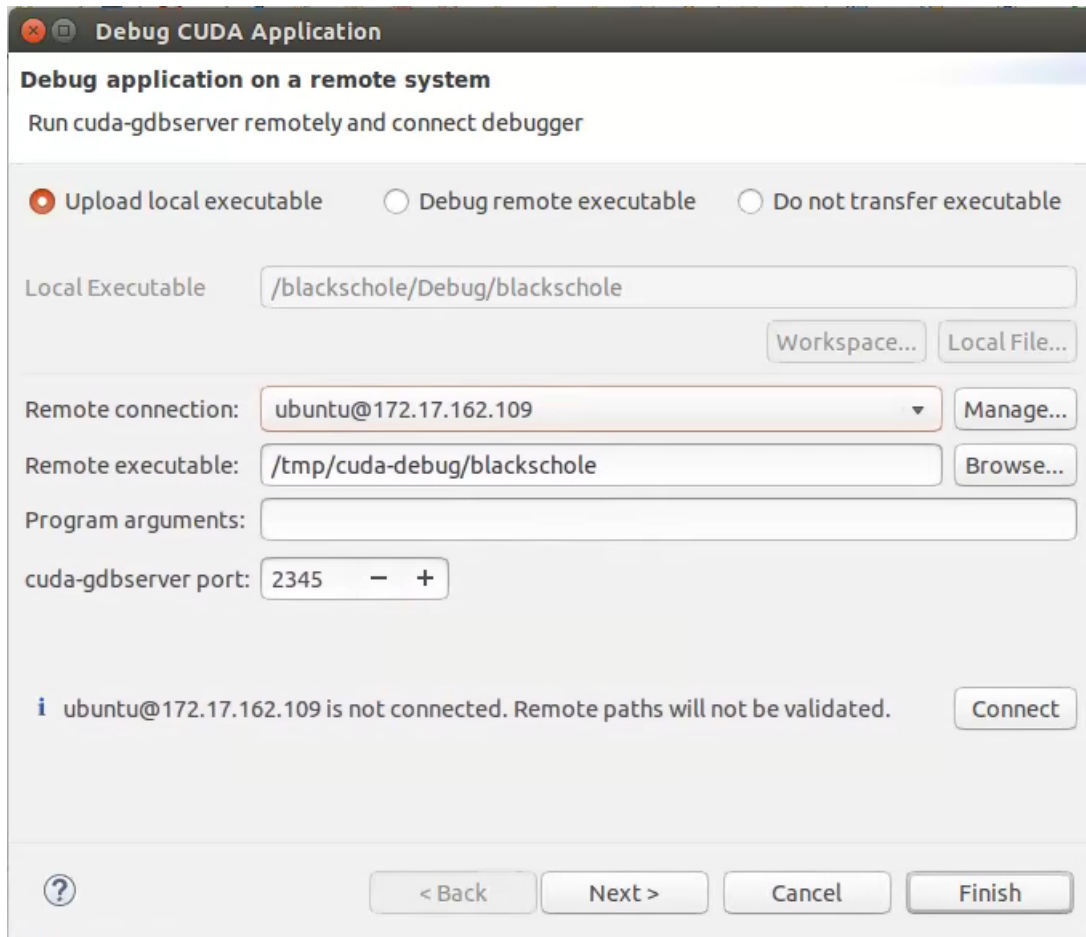 Debug CUDA Application
Debug application on a remote system
Run cuda-gdbserver remotely and connect debugger
Upload local executable Debug remote executable Do not transfer executable
Local Executable /blackschole/Debug/blackschole
Workspace... Local File...
Remote connection: ubuntu@172.17.162.109 Manage...
Remote executable: /tmp/cuda-debug/blackschole Browse...
Program arguments:
cuda-gdbserver port: 2345 − +
i ubuntu@172.17.162.109 is not connected. Remote paths will not be validated. Connect
? < Back Next > Cancel Finish